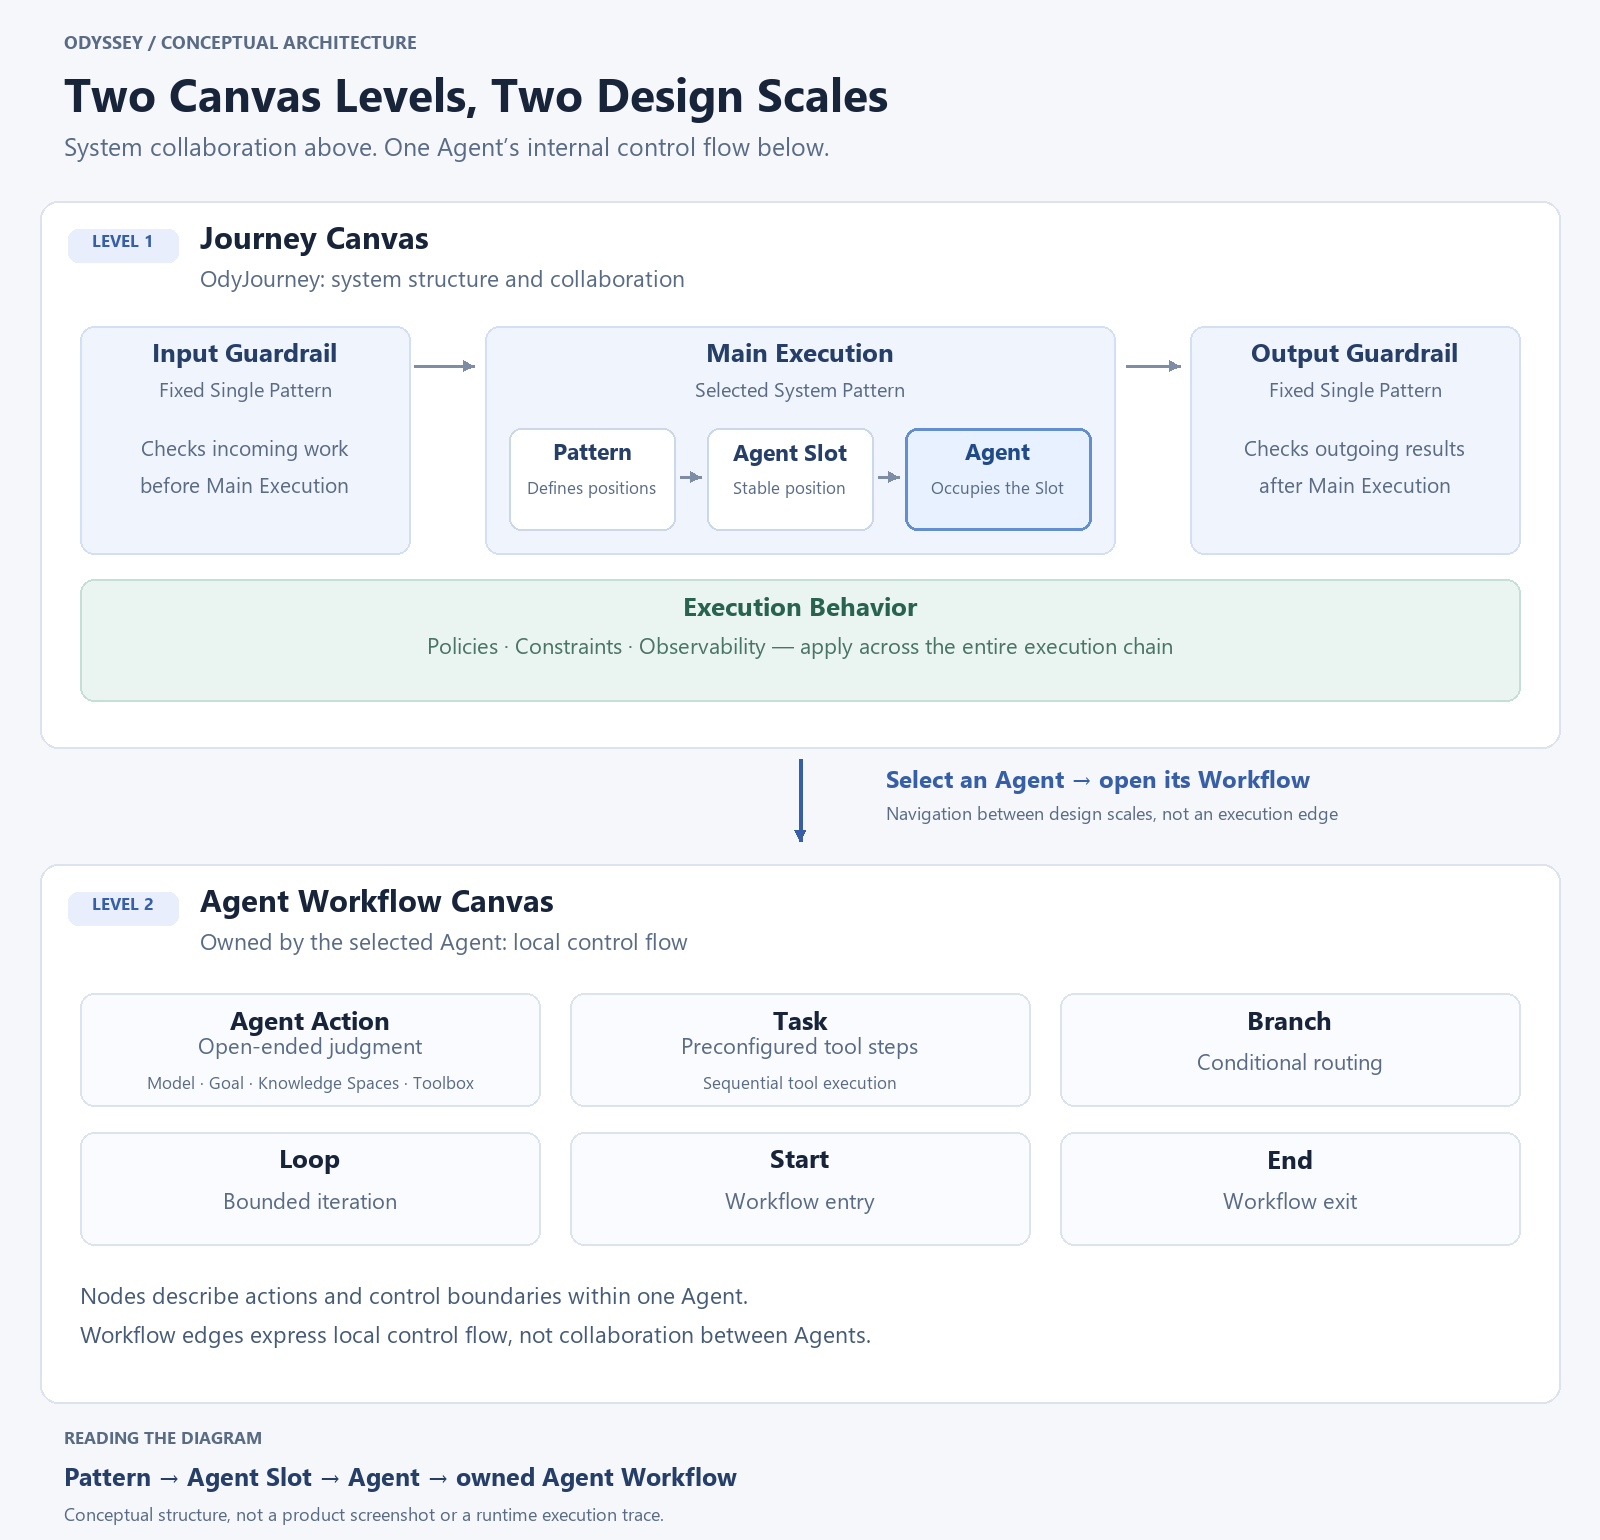 ODYSSEY / CONCEPTUAL ARCHITECTURE
Two Canvas Levels, Two Design Scales
System collaboration above. One Agent’s internal control flow below.
LEVEL 1
Journey Canvas
OdyJourney: system structure and collaboration
Input Guardrail
Fixed Single Pattern
Checks incoming work
before Main Execution
Main Execution
Selected System Pattern
Pattern
Defines positions
Agent Slot
Stable position
Agent
Occupies the Slot
Output Guardrail
Fixed Single Pattern
Checks outgoing results
after Main Execution
Execution Behavior
Policies · Constraints · Observability — apply across the entire execution chain
Select an Agent → open its Workflow
Navigation between design scales, not an execution edge
LEVEL 2
Agent Workflow Canvas
Owned by the selected Agent: local control flow
Agent Action
Open-ended judgment
Model · Goal · Knowledge Spaces · Toolbox
Task
Preconfigured tool steps
Sequential tool execution
Branch
Conditional routing
Loop
Bounded iteration
Start
Workflow entry
End
Workflow exit
Nodes describe actions and control boundaries within one Agent.
Workflow edges express local control flow, not collaboration between Agents.
READING THE DIAGRAM
Pattern → Agent Slot → Agent → owned Agent Workflow
Conceptual structure, not a product screenshot or a runtime execution trace.